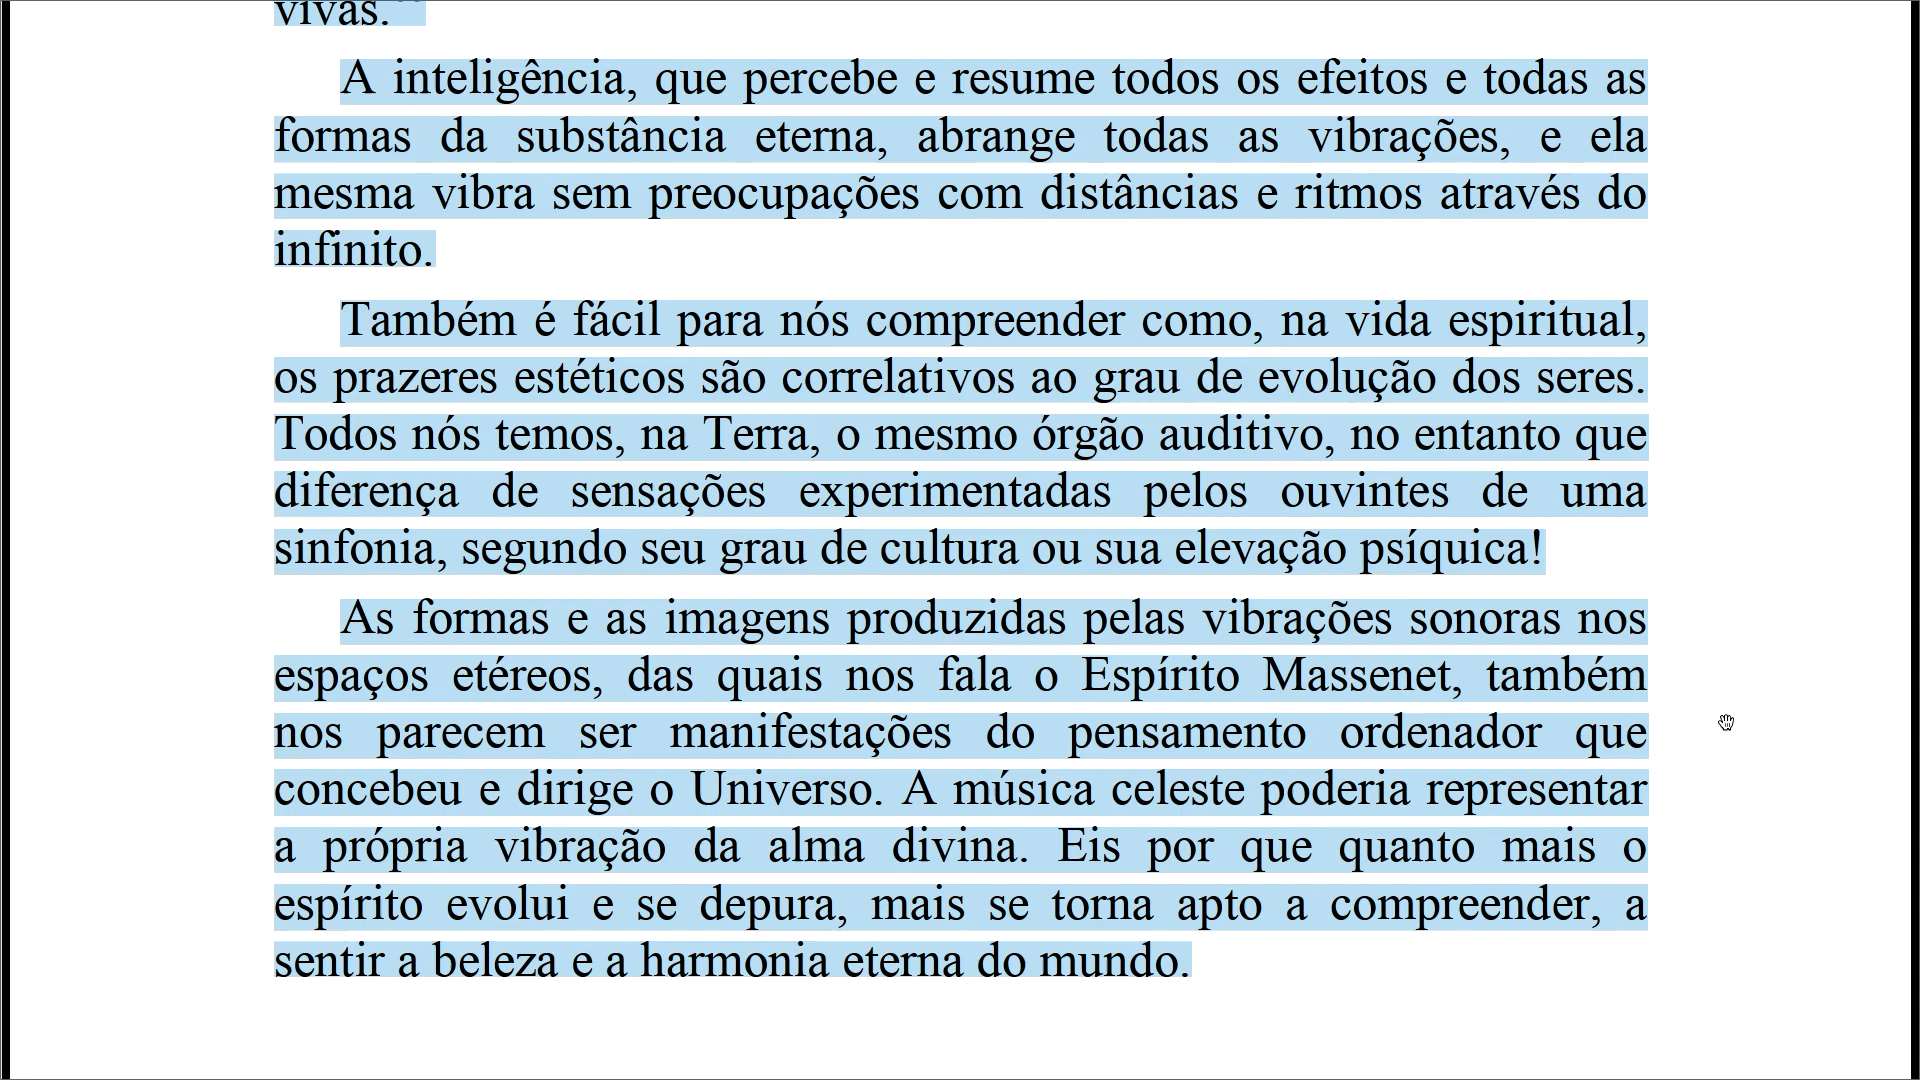 vivas.
A inteligência, que percebe e resume todos os efeitos e todas as
formas da substância eterna, abrange todas as vibrações, e ela
mesma vibra sem preocupações com distâncias e ritmos através do
infinito.
Também é fácil para nós compreender como, na vida espiritual,
os prazeres estéticos são correlativos ao grau de evolução dos seres.
Todos nós temos, na Terra, o mesmo órgão auditivo, no entanto que
diferença de sensações experimentadas pelos ouvintes de uma
sinfonia, segundo seu grau de cultura ou sua elevação psíquica!
As formas e as imagens produzidas pelas vibrações sonoras nos
espaços etéreos, das quais nos fala o Espírito Massenet, também
nos parecem ser manifestações do pensamento ordenador que
concebeu e dirige o Universo. A música celeste poderia representar
a própria vibração da alma divina. Eis por que quanto mais o
espírito evolui e se depura, mais se torna apto a compreender, a
sentir a beleza e a harmonia eterna do mundo.